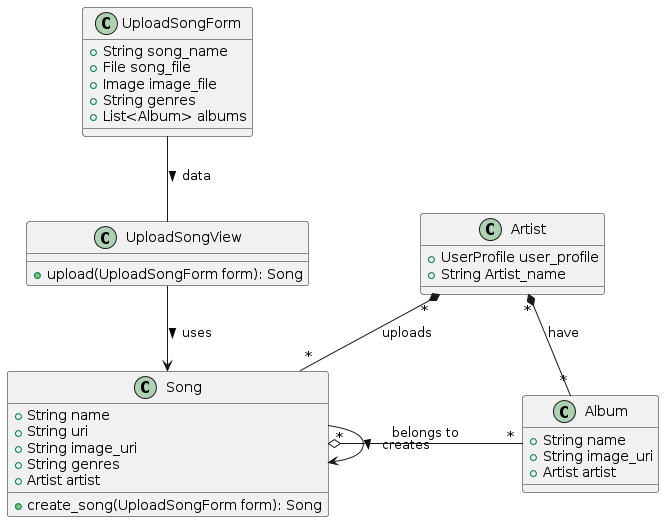 C UploadSongForm
String song_name
File song_file
Image image_file
String genres
List<Album> albums
data
C UploadSongView
upload(UploadSongForm form): Song
C Artist
UserProfile user_profile
String Artist_name
uses
* *
uploads have
* *
C Song
String name
String uri
String image_uri
String genres
Artist artist
create_song(UploadSongForm form): Song
* belongs to *
creates
C Album
String name
String image_uri
Artist artist